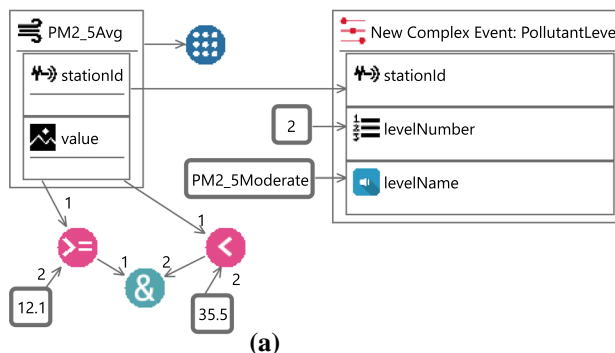 PM2_5Avg
stationId
value
New Complex Event: PollutantLeve
stationId
2
levelNumber
PM2_5Moderate
levelName
1
1
>=
<
2
1
2
2
&
12.1
35.5
(a)